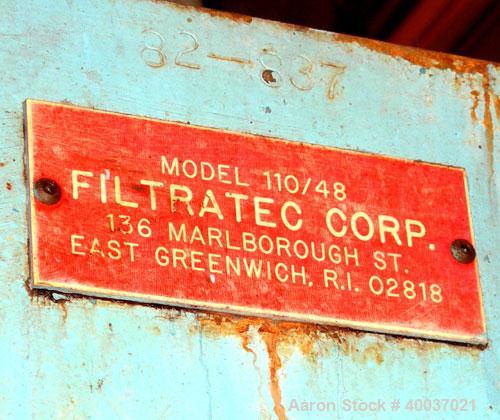 82-837
MODEL 110/48
FILTRATEC CORP.
136 MARLBOROUGH ST.
EAST GREENWICH, R.I. 02818
Aaron Stock # 40037021